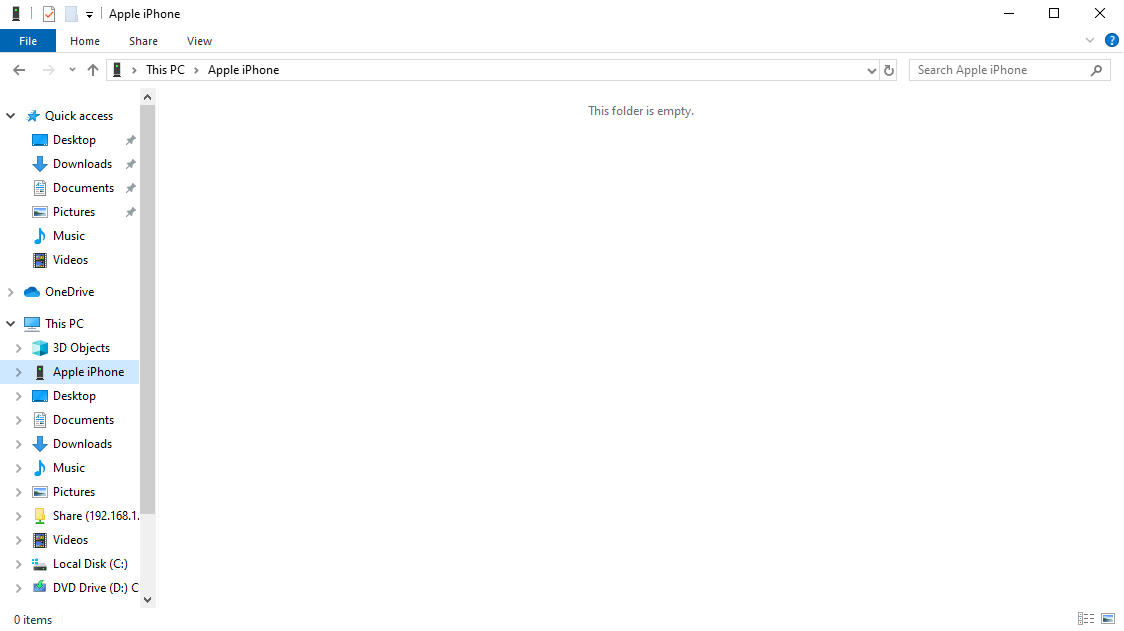 Apple iPhone
File Home Share View
This PC Apple iPhone Search Apple iPhone
This folder is empty.
Quick access
Desktop
Downloads
Documents
Pictures
Music
Videos
OneDrive
This PC
3D Objects
Apple iPhone
Desktop
Documents
Downloads
Music
Pictures
Share (192.168.1.
Videos
Local Disk (C:)
DVD Drive (D:) C
0 items